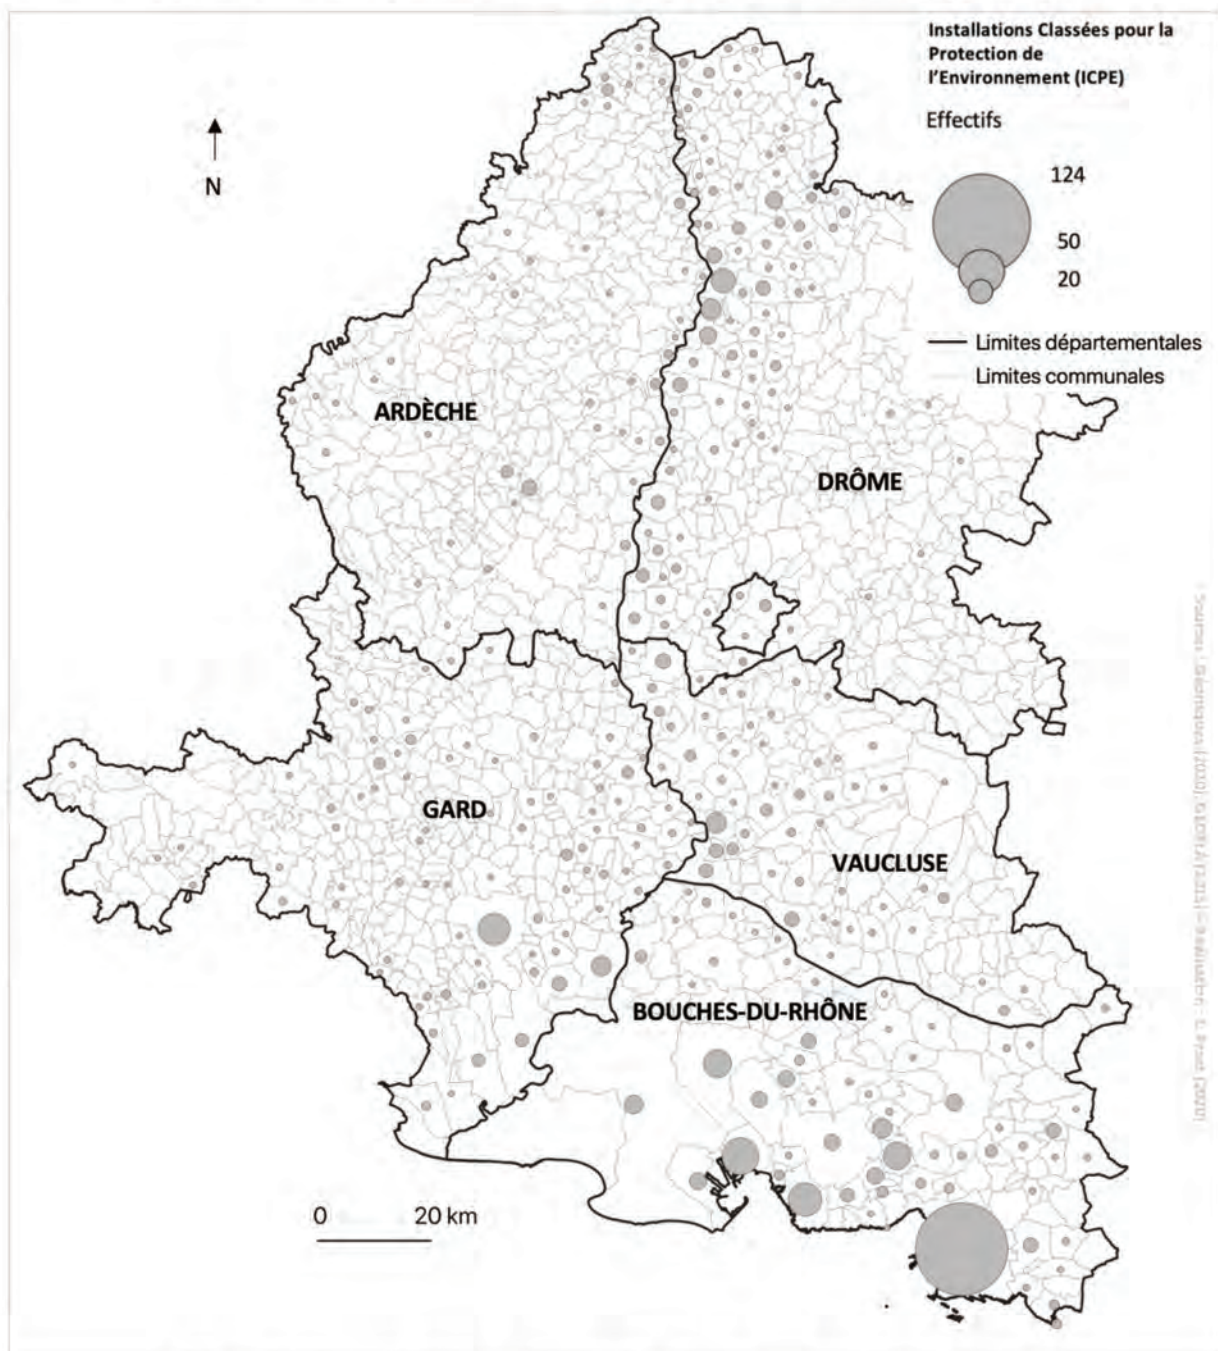 Installations Classées pour la
Protection de
l'Environnement (ICPE)
Effectifs
124
50
20
Limites départementales
Limites communales
N
ARDÈCHE
DRÔME
GARD
VAUCLUSE
BOUCHES-DU-RHÔNE
0 20 km